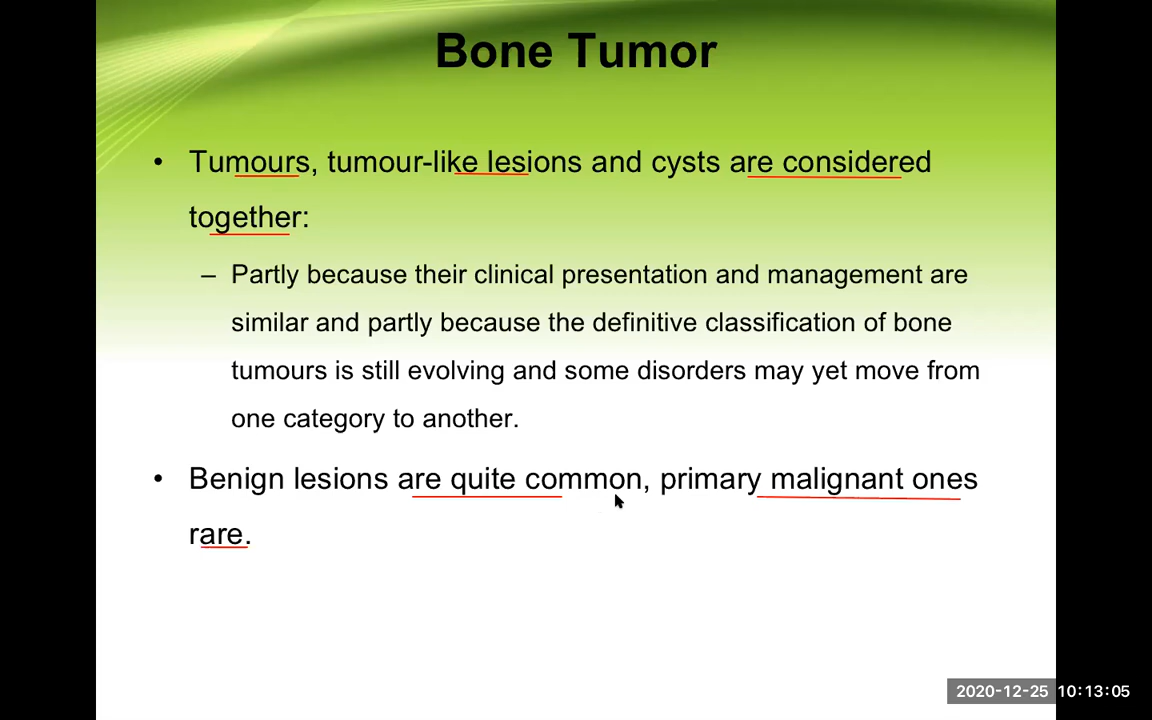 Bone Tumor
• Tumours, tumour-like lesions and cysts are considered
together:
– Partly because their clinical presentation and management are
similar and partly because the definitive classification of bone
tumours is still evolving and some disorders may yet move from
one category to another.
• Benign lesions are quite common, primary malignant ones
rare.
2020-12-25 10:13:05